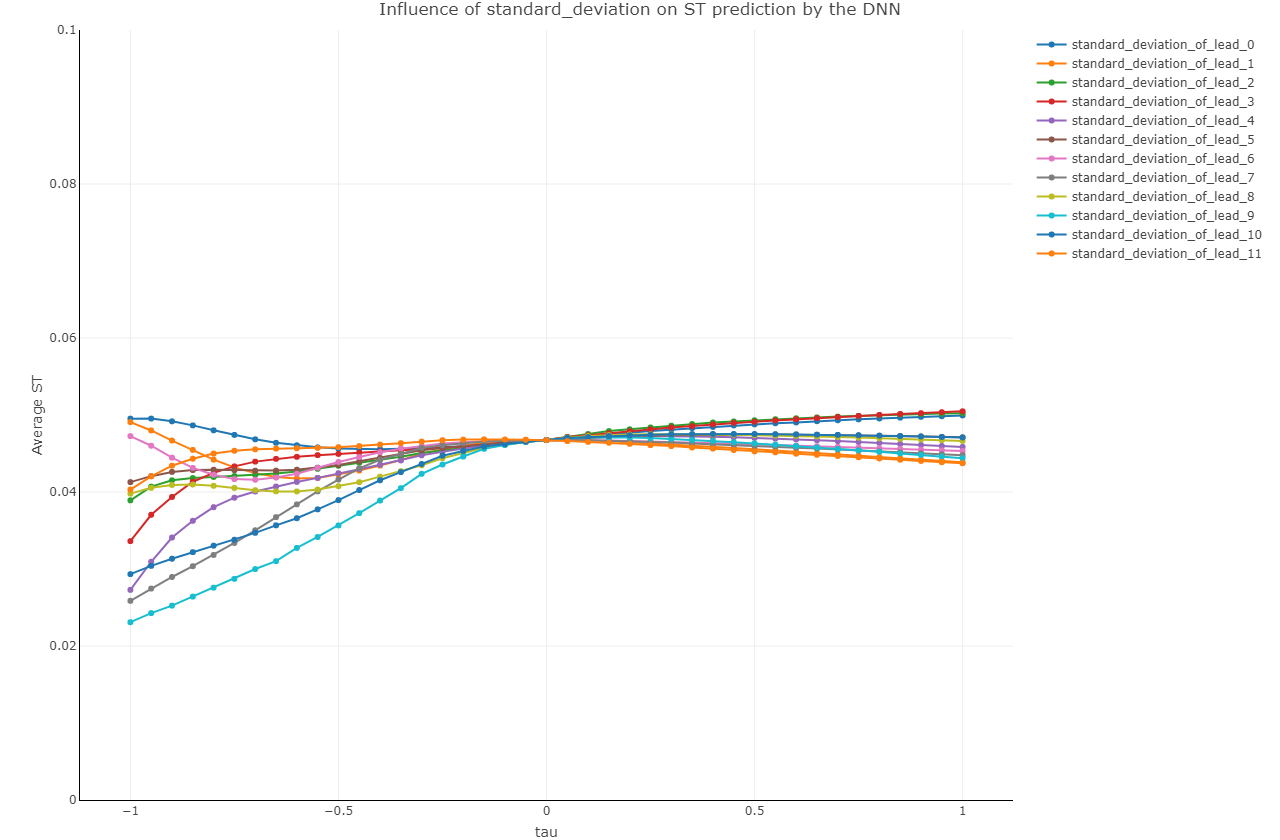 Influence of standard_deviation on ST prediction by the DNN
0.1
0.08
0.06
0.04
0.02
0
Average ST
−1
−0.5
0
0.5
1
tau
standard_deviation_of_lead_0
standard_deviation_of_lead_1
standard_deviation_of_lead_2
standard_deviation_of_lead_3
standard_deviation_of_lead_4
standard_deviation_of_lead_5
standard_deviation_of_lead_6
standard_deviation_of_lead_7
standard_deviation_of_lead_8
standard_deviation_of_lead_9
standard_deviation_of_lead_10
standard_deviation_of_lead_11